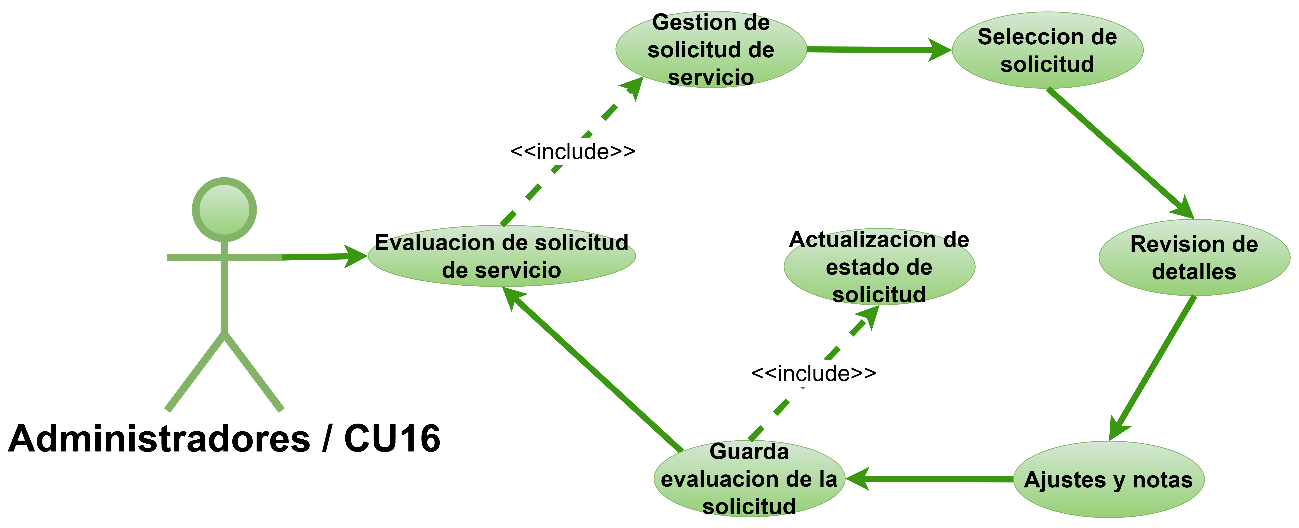 Gestion de
solicitud de
servicio
Seleccion de
solicitud
<<include>>
Evaluacion de solicitud
de servicio
Actualizacion de
estado de
solicitud
Revision de
detalles
<<include>>
Administradores / CU16
Guarda
evaluacion de la
solicitud
Ajustes y notas